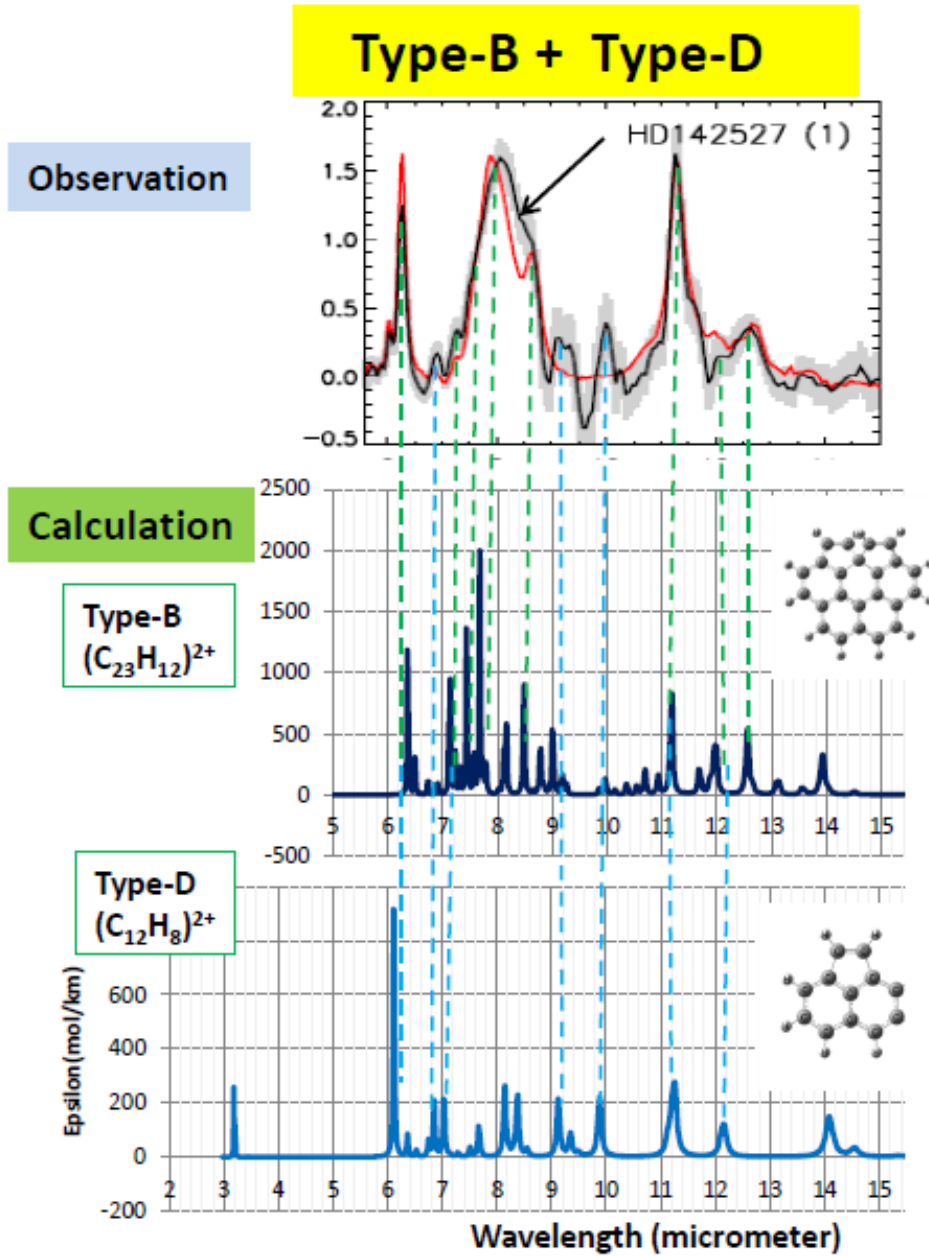 Type-B + Type-D
Observation
HD142527 (1)
2.0
1.5
1.0
0.5
0.0
−0.5
Calculation
Type-B
(C23H12)2+
2500
2000
1500
1000
500
0
-500
5 6 7 8 9 10 11 12 13 14 15
Type-D
(C12H8)2+
Epsilon(mol/km)
600
400
200
0
-200
2 3 4 5 6 7 8 9 10 11 12 13 14 15
Wavelength (micrometer)